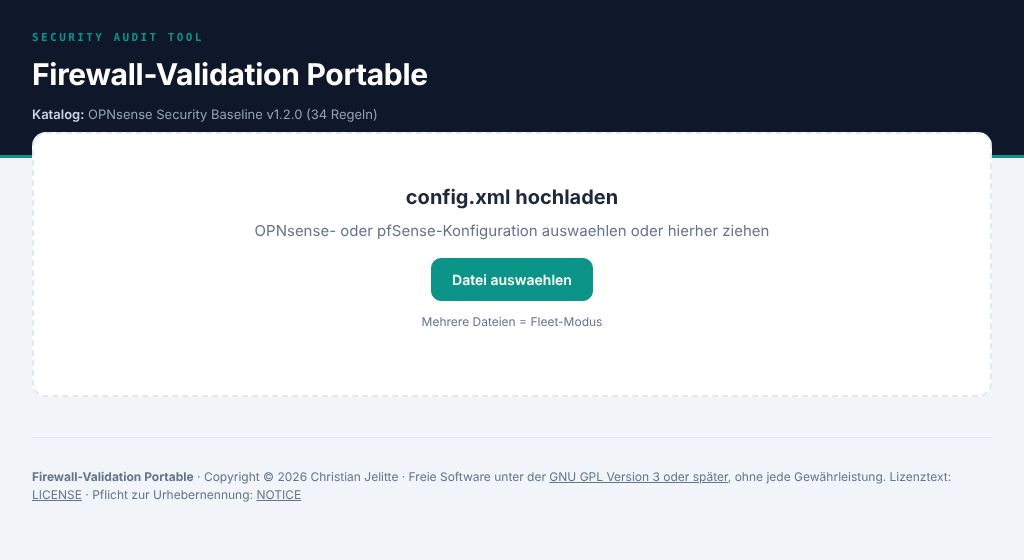 SECURITY AUDIT TOOL
Firewall-Validation Portable
Katalog: OPNsense Security Baseline v1.2.0 (34 Regeln)
config.xml hochladen
OPNsense- oder pfSense-Konfiguration auswaehlen oder hierher ziehen
Datei auswaehlen
Mehrere Dateien = Fleet-Modus
Firewall-Validation Portable · Copyright © 2026 Christian Jelitte · Freie Software unter der GNU GPL Version 3 oder später, ohne jede Gewährleistung. Lizenztext:
LICENSE · Pflicht zur Urhebernennung: NOTICE